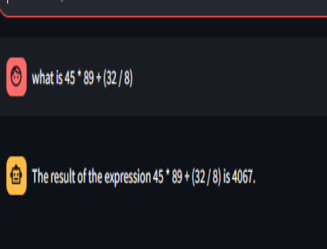 what is 45 * 89 + (32 / 8)
The result of the expression 45 * 89 + (32 / 8) is 4067.